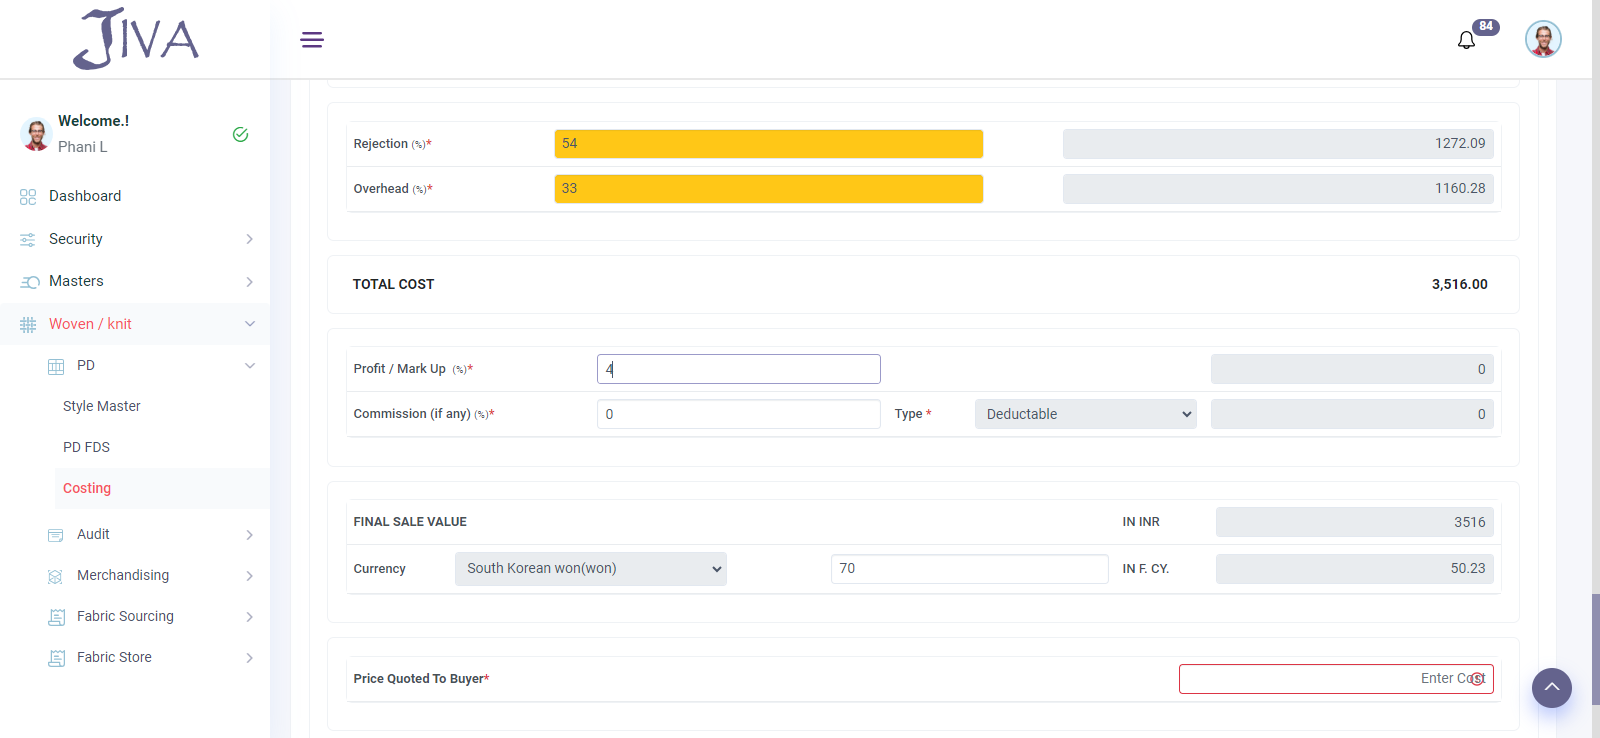 JIVA
84
Welcome.!
Phani L
Dashboard
Security
Masters
Woven / knit
PD
Style Master
PD FDS
Costing
Audit
Merchandising
Fabric Sourcing
Fabric Store
Rejection (%)* 54 1272.09
Overhead (%)* 33 1160.28
TOTAL COST 3,516.00
Profit / Mark Up (%)* 4 0
Commission (if any) (%)* 0 Type * Deductable 0
FINAL SALE VALUE IN INR 3516
Currency South Korean won(won) 70 IN F. CY. 50.23
Price Quoted To Buyer* Enter Cost